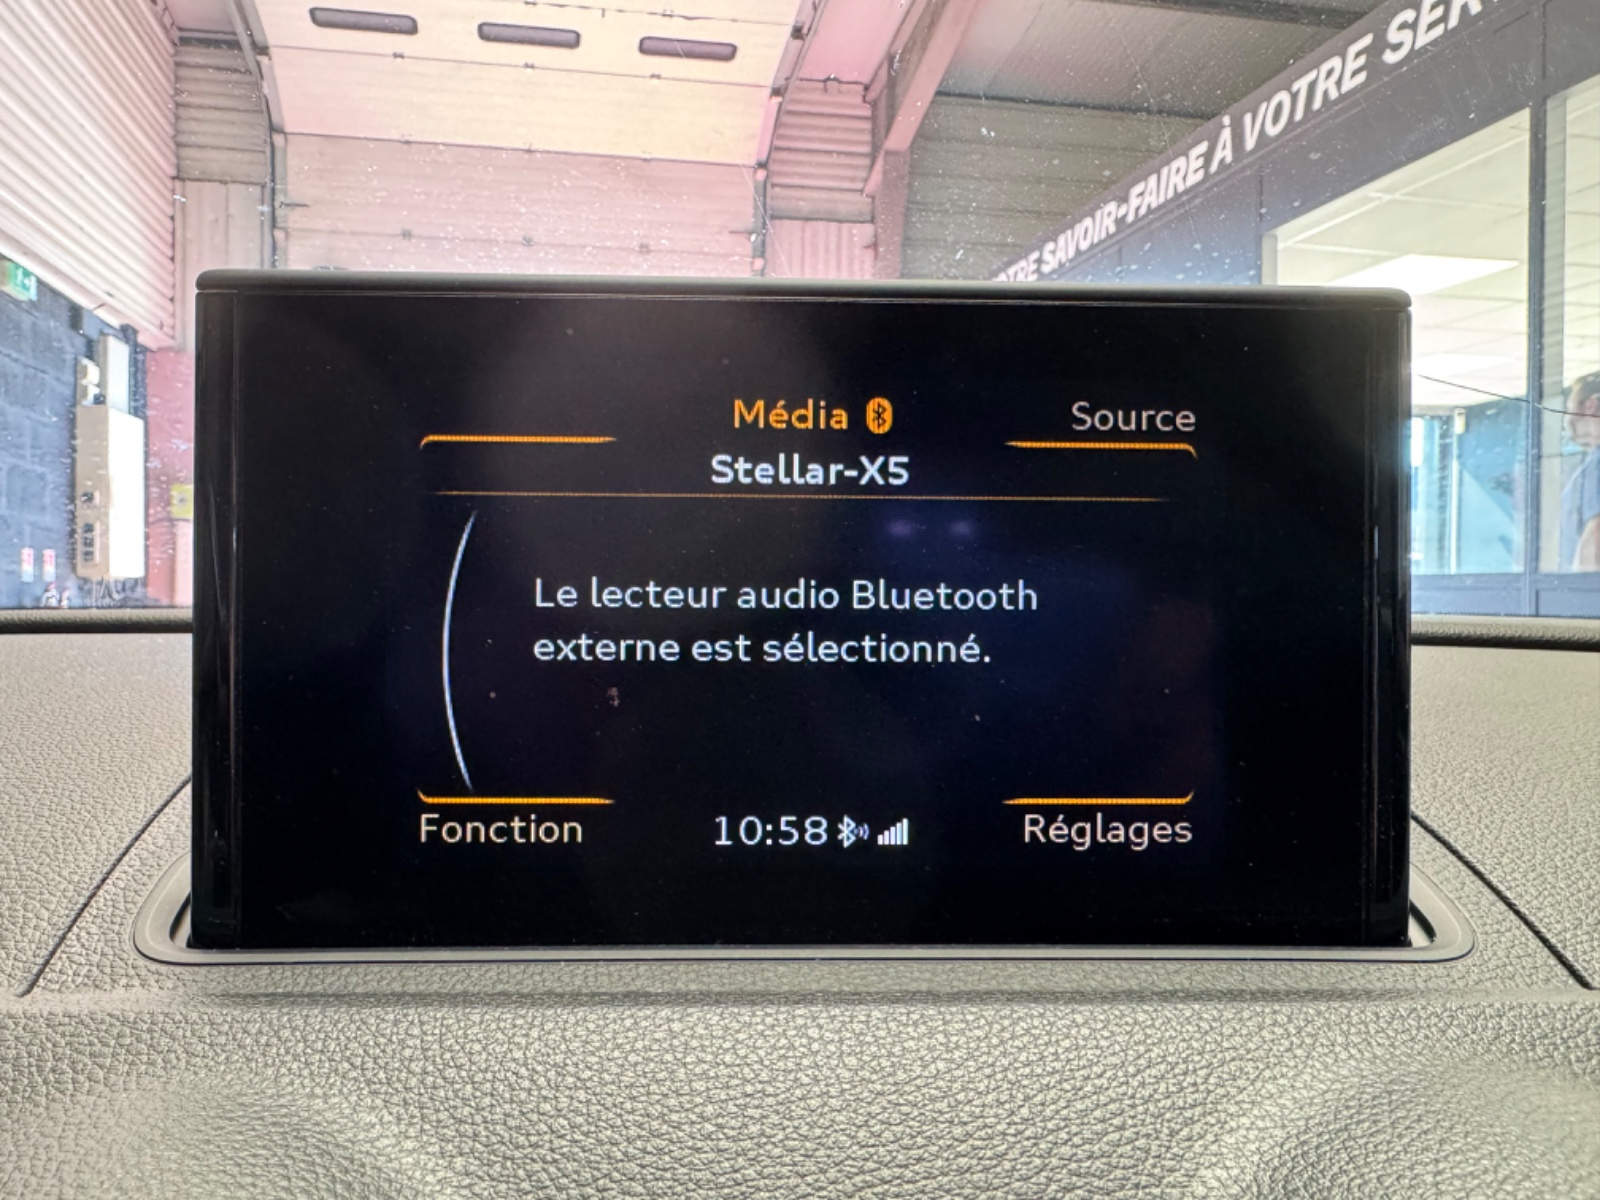 VOTRE SAVOIR-FAIRE À VOTRE
Média
Source
Stellar-X5
Le lecteur audio Bluetooth
externe est sélectionné.
Fonction
10:58
Réglages